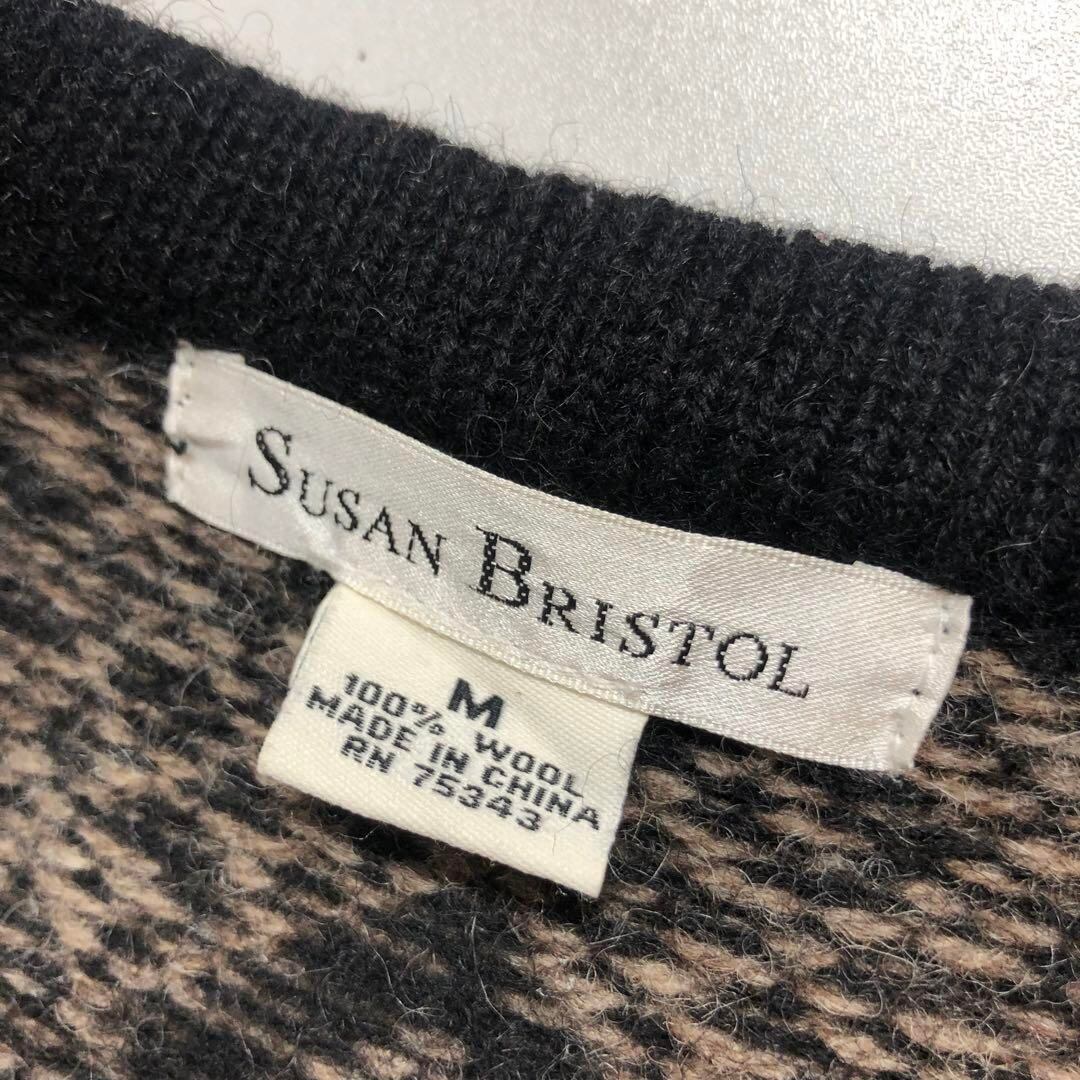 SUSAN BRISTOL
M
100% WOOL
MADE IN CHINA
RN 75343